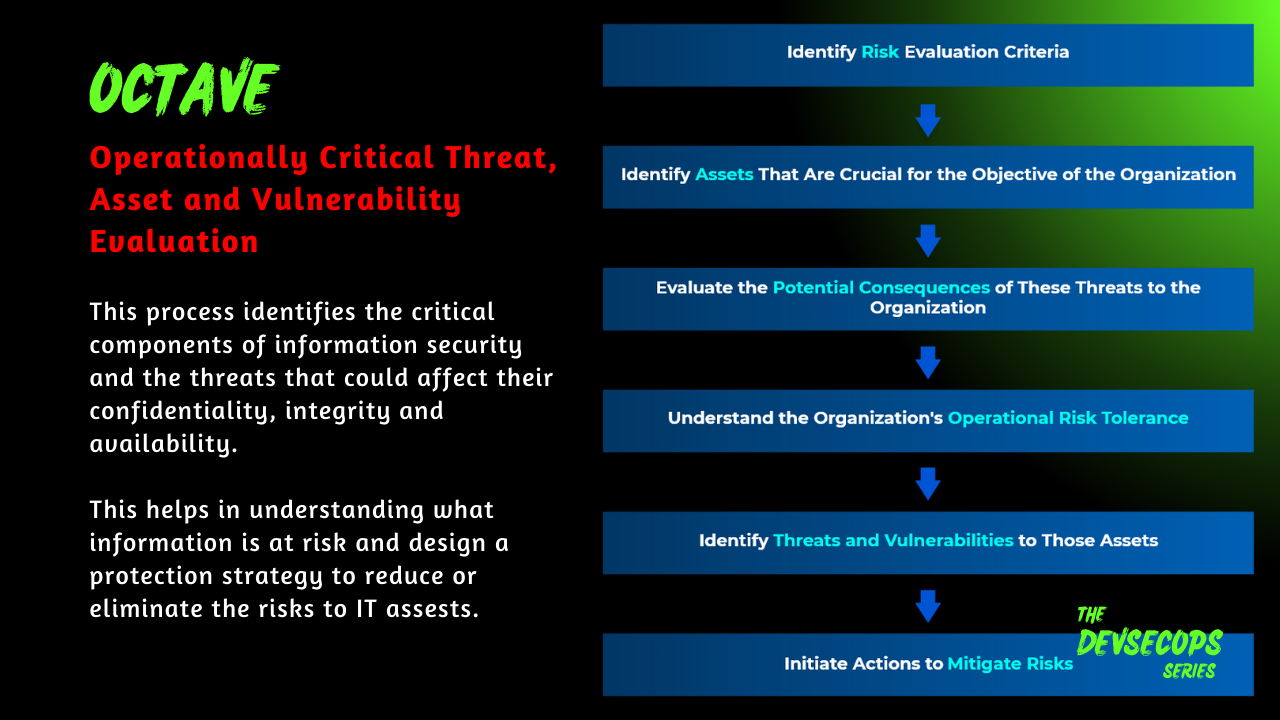 OCTAVE
Operationally Critical Threat,
Asset and Vulnerability
Evaluation
This process identifies the critical
components of information security
and the threats that could affect their
confidentiality, integrity and
availability.
This helps in understanding what
information is at risk and design a
protection strategy to reduce or
eliminate the risks to IT assests.
Identify Risk Evaluation Criteria
Identify Assets That Are Crucial for the Objective of the Organization
Evaluate the Potential Consequences of These Threats to the
Organization
Understand the Organization's Operational Risk Tolerance
Identify Threats and Vulnerabilities to Those Assets
Initiate Actions to Mitigate Risks
THE
DEVSECOPS
SERIES